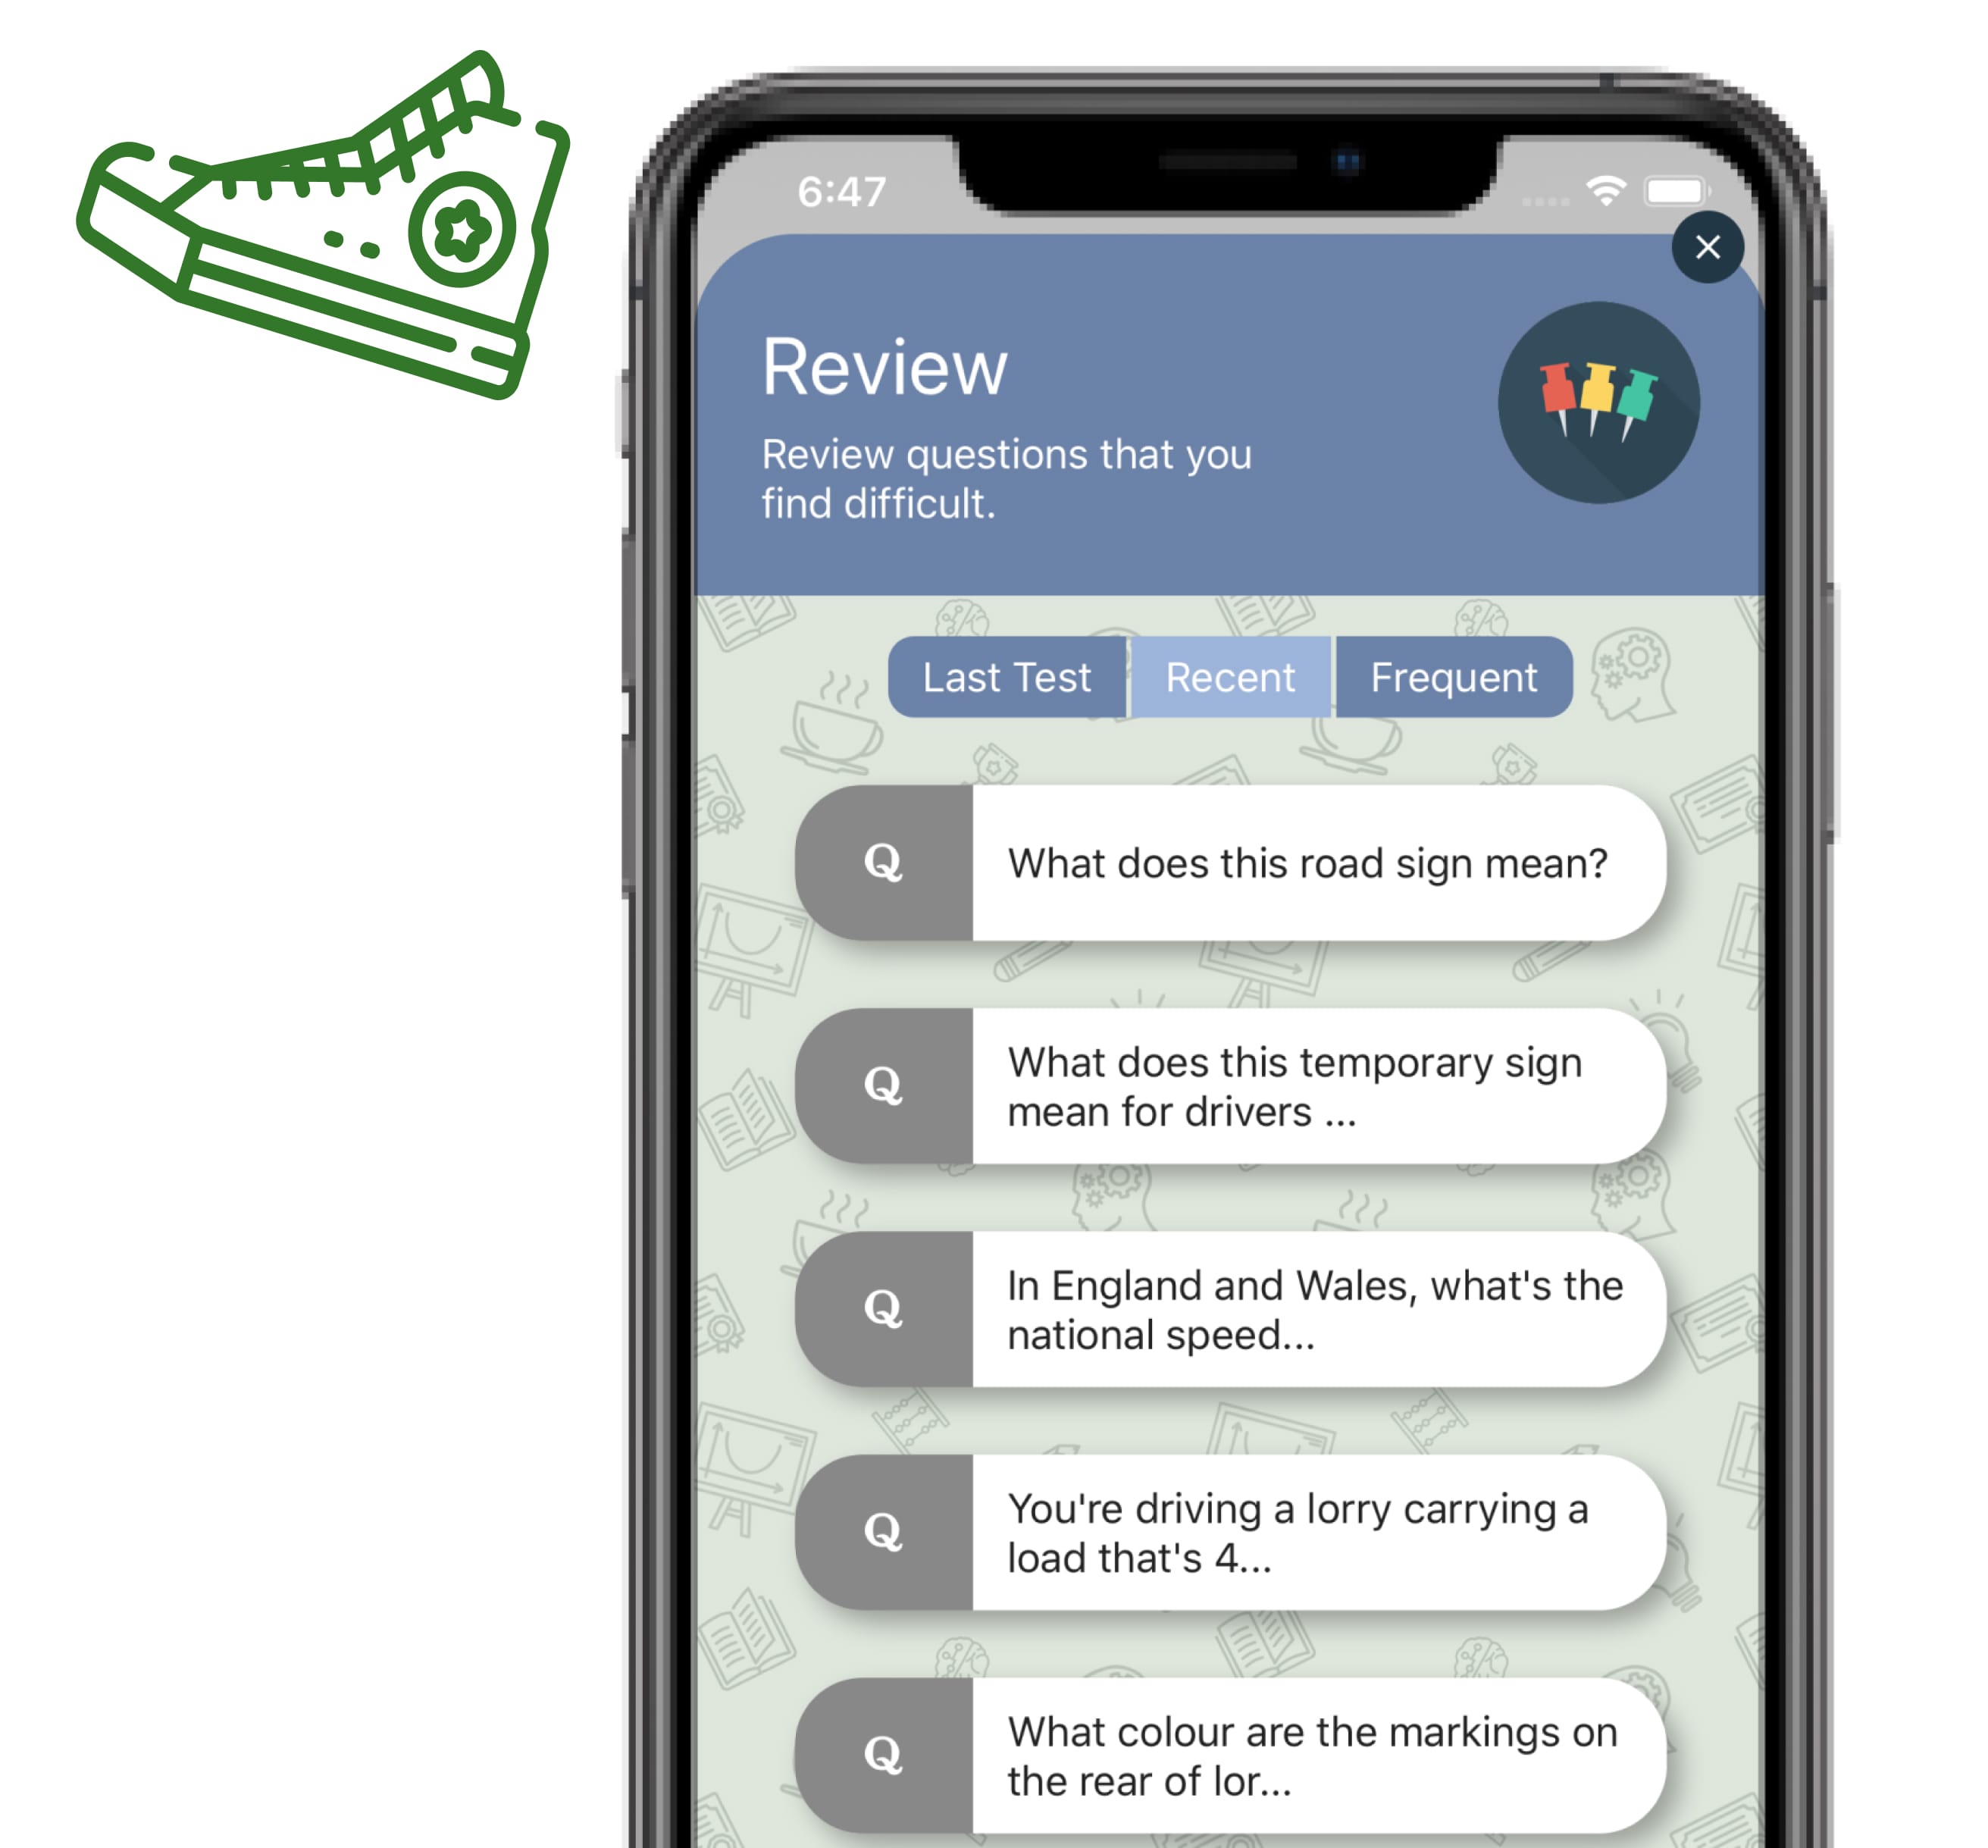 6:47
Review
Review questions that you
find difficult.
Last Test
Recent
Frequent
Q
What does this road sign mean?
Q
What does this temporary sign
mean for drivers ...
Q
In England and Wales, what's the
national speed...
Q
You're driving a lorry carrying a
load that's 4...
Q
What colour are the markings on
the rear of lor...